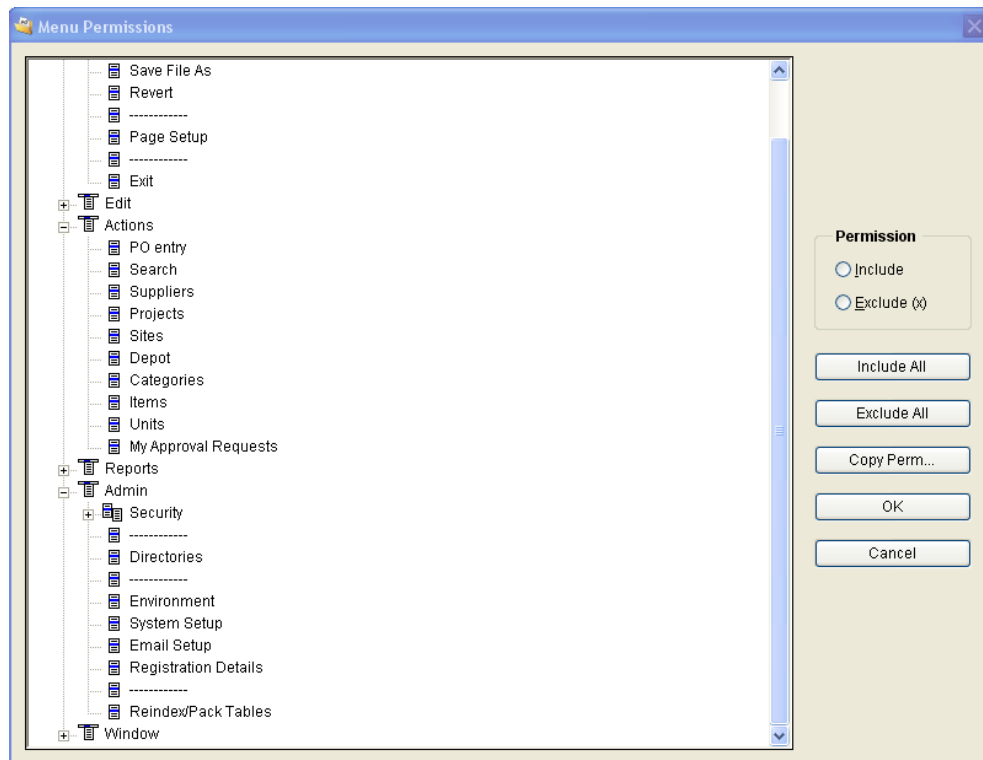 Menu Permissions
Save File As
Revert
------------
Page Setup
------------
Exit
Edit
Actions
PO entry
Search
Suppliers
Projects
Sites
Depot
Categories
Items
Units
My Approval Requests
Reports
Admin
Security
------------
Directories
------------
Environment
System Setup
Email Setup
Registration Details
------------
Reindex/Pack Tables
Window
Permission
Include
Exclude (x)
Include All
Exclude All
Copy Perm...
OK
Cancel